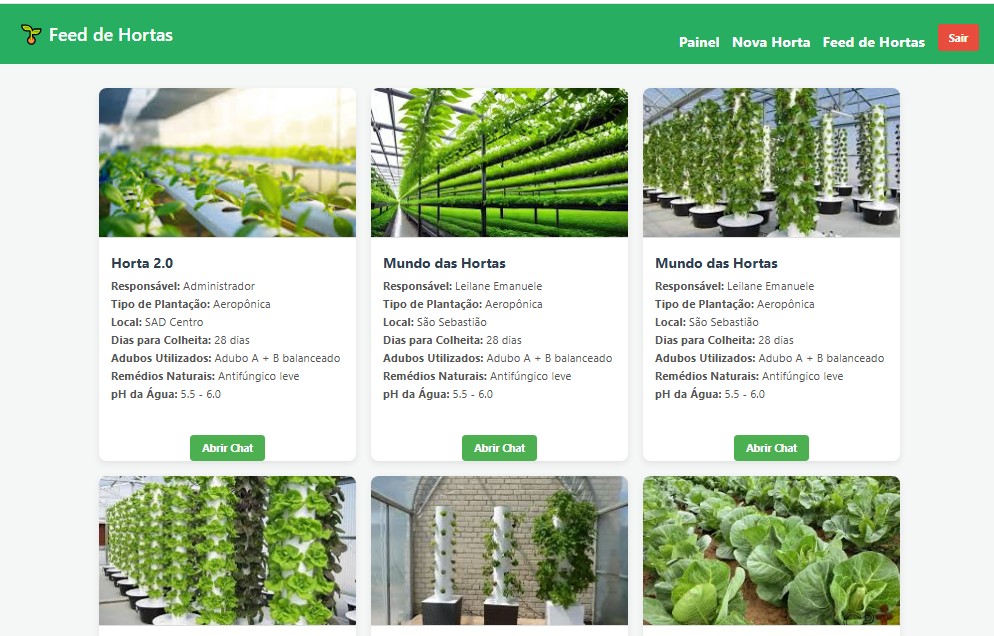 Feed de Hortas
Painel Nova Horta Feed de Hortas Sair
Horta 2.0
Responsável: Administrador
Tipo de Plantação: Aeropônica
Local: SAD Centro
Dias para Colheita: 28 dias
Adubos Utilizados: Adubo A + B balanceado
Remédios Naturais: Antifúngico leve
pH da Água: 5.5 - 6.0
Abrir Chat
Mundo das Hortas
Responsável: Leilane Emanuele
Tipo de Plantação: Aeropônica
Local: São Sebastião
Dias para Colheita: 28 dias
Adubos Utilizados: Adubo A + B balanceado
Remédios Naturais: Antifúngico leve
pH da Água: 5.5 - 6.0
Abrir Chat
Mundo das Hortas
Responsável: Leilane Emanuele
Tipo de Plantação: Aeropônica
Local: São Sebastião
Dias para Colheita: 28 dias
Adubos Utilizados: Adubo A + B balanceado
Remédios Naturais: Antifúngico leve
pH da Água: 5.5 - 6.0
Abrir Chat